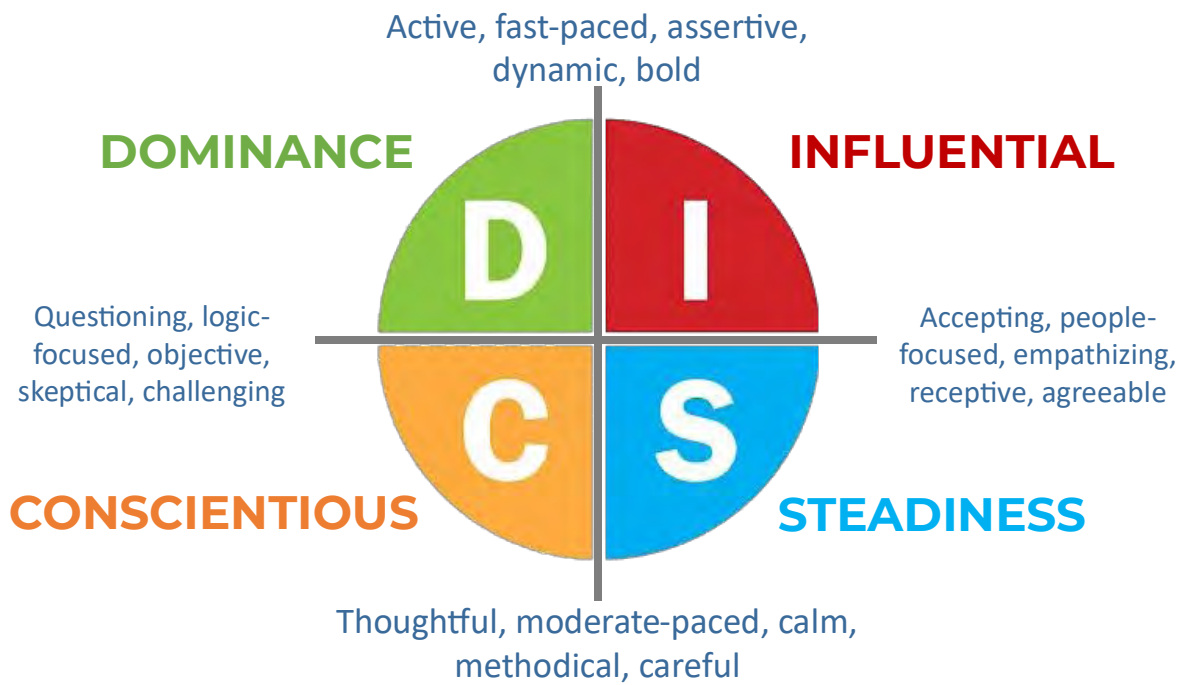 Active, fast-paced, assertive,
dynamic, bold
DOMINANCE
INFLUENTIAL
D
I
Questioning, logic-
focused, objective,
skeptical, challenging
Accepting, people-
focused, empathizing,
receptive, agreeable
C
S
CONSCIENTIOUS
STEADINESS
Thoughtful, moderate-paced, calm,
methodical, careful